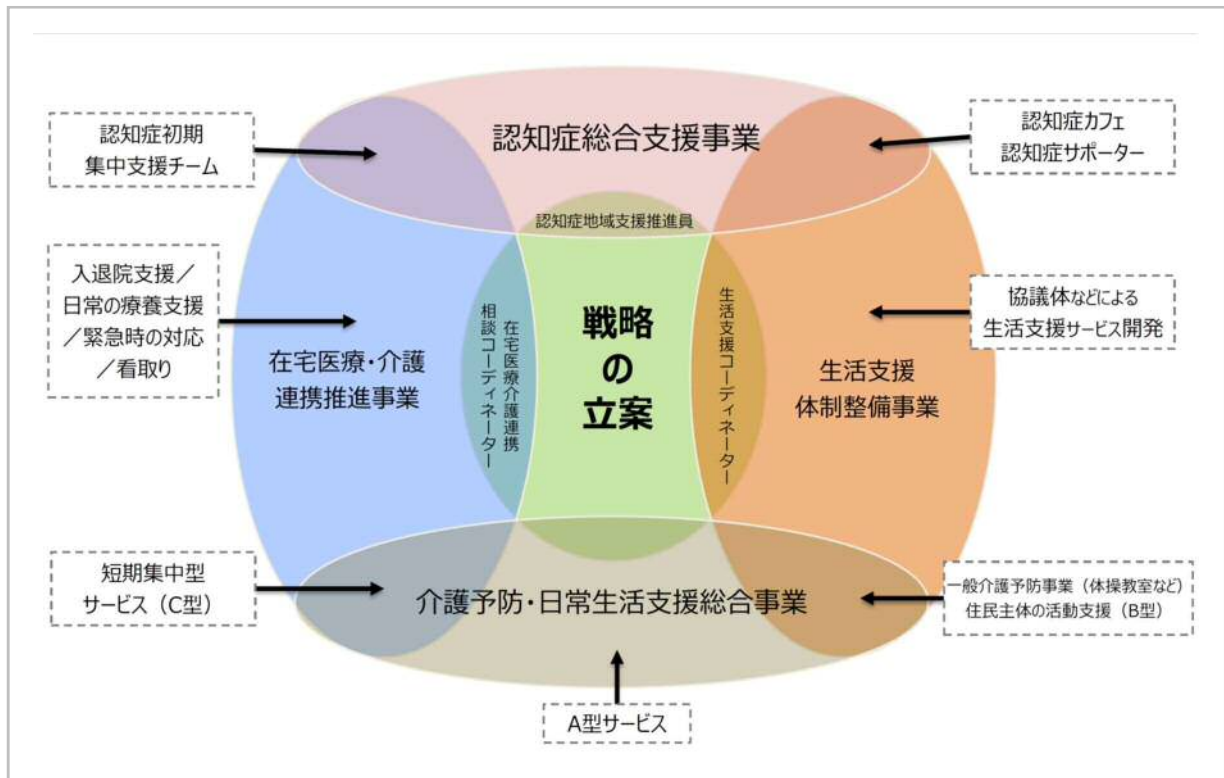 認知症総合支援事業
認知症初期
集中支援チーム
認知症カフェ
認知症サポーター
認知症地域支援推進員
入退院支援／
日常の療養支援
／緊急時の対応
／看取り
在宅医療・介護
連携推進事業
在宅医療介護連携
相談コーディネーター
戦略
の
立案
生活支援コーディネーター
生活支援
体制整備事業
協議体などによる
生活支援サービス開発
短期集中型
サービス（C型）
介護予防・日常生活支援総合事業
一般介護予防事業（体操教室など）
住民主体の活動支援（B型）
A型サービス